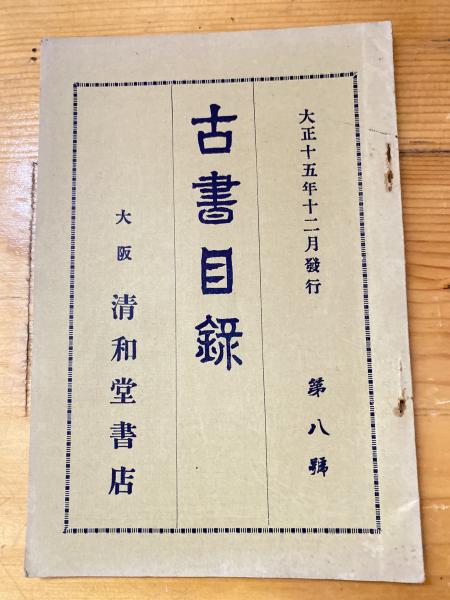 大正十五年十二月發行
第八號
古書目錄
大阪
清和堂書店